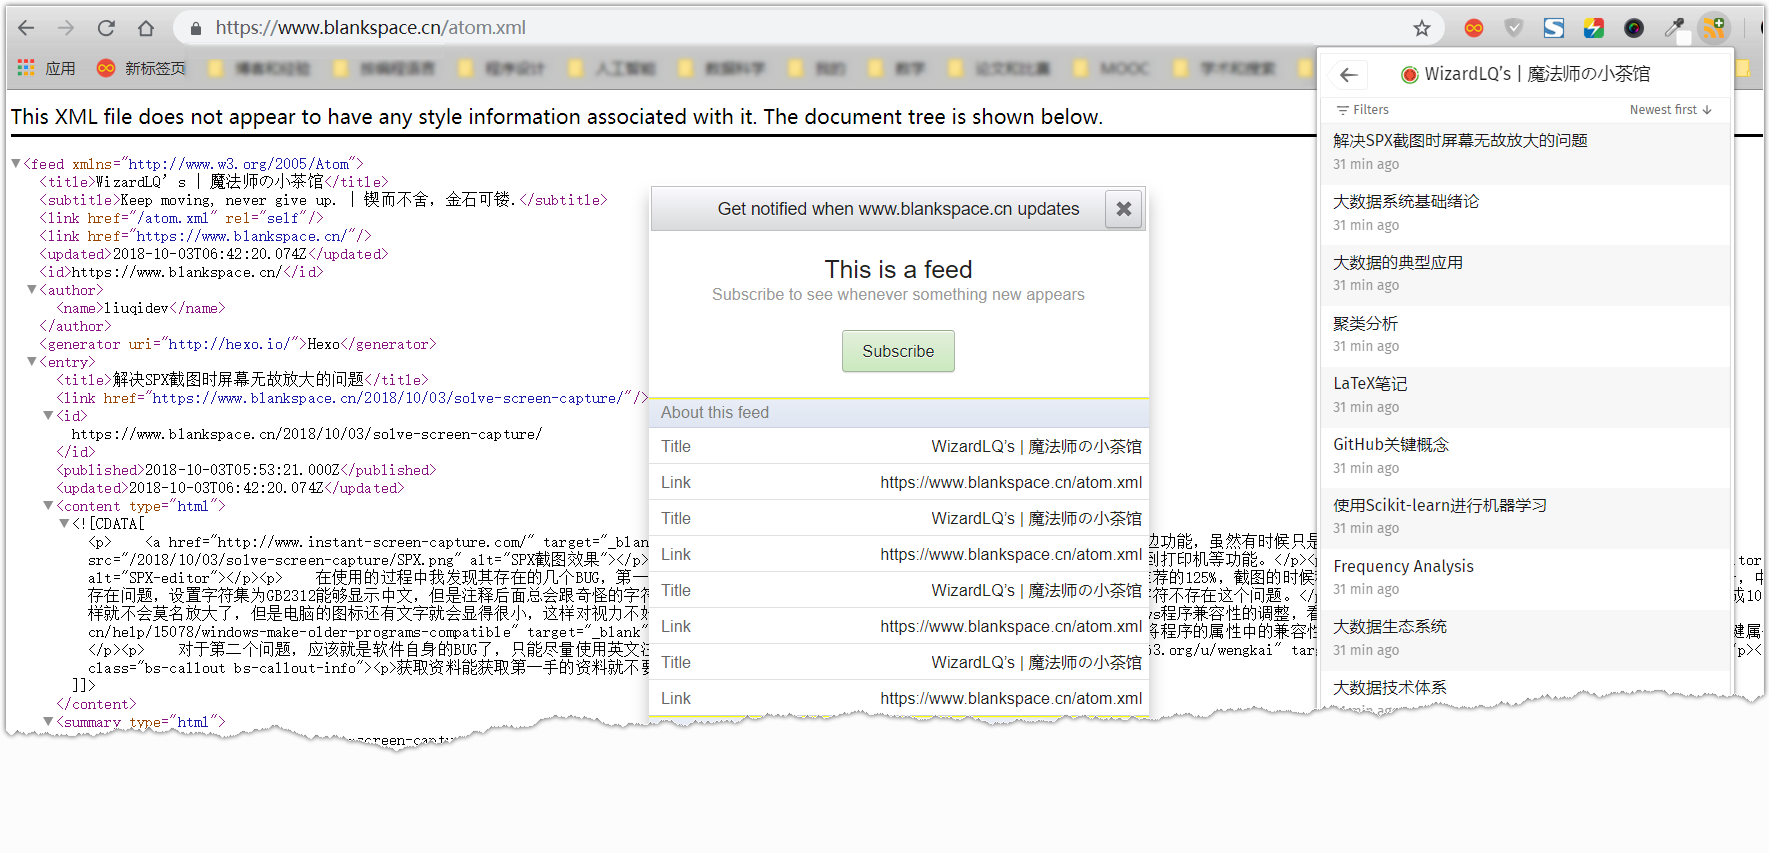 https://www.blankspace.cn/atom.xml
应用 新标签页 MOOC
This XML file does not appear to have any style information associated with it. The document tree is shown below.
▼<feed xmlns="http://www.w3.org/2005/Atom">
<title>WizardLQ’s | 魔法师の小茶馆</title>
<subtitle>Keep moving, never give up. | 锲而不舍，金石可镂.</subtitle>
<link href="/atom.xml" rel="self"/>
<link href="https://www.blankspace.cn/"/>
<updated>2018-10-03T06:42:20.074Z</updated>
<id>https://www.blankspace.cn/</id>
▼<author>
<name>liuqidev</name>
</author>
<generator uri="http://hexo.io/">Hexo</generator>
▼<entry>
<title>解决SPX截图时屏幕无故放大的问题</title>
<link href="https://www.blankspace.cn/2018/10/03/solve-screen-capture/"/>
▼<id>
https://www.blankspace.cn/2018/10/03/solve-screen-capture/
</id>
<published>2018-10-03T05:53:21.000Z</published>
<updated>2018-10-03T06:42:20.074Z</updated>
▼<content type="html">
▼<![CDATA[
<p> <a href="http://www.instant-screen-capture.com/" target="_blan 边功能，虽然有时候只是
src="/2018/10/03/solve-screen-capture/SPX.png" alt="SPX截图效果"></p> 到打印机等功能。</p><p tor
alt="SPX-editor"></p><p> 在使用的过程中我发现其存在的几个BUG，第一 荐的125%，截图的时候 ，中
存在问题，设置字符集为GB2312能够显示中文，但是注释后面总会跟奇怪的字符 字符不存在这个问题。</p 成10
样就不会莫名放大了，但是电脑的图标还有文字就会显得很小，这样对视力不好 ws程序兼容性的调整，看
cn/help/15078/windows-make-older-programs-compatible" target="_blank" 将程序的属性中的兼容性 键属
</p><p> 对于第二个问题，应该就是软件自身的BUG了，只能尽量使用英文注 63.org/u/wengkai" targ /p><
class="bs-callout bs-callout-info"><p>获取资料能获取第一手的资料就不要
]]>
</content>
▼<summary type="html">
-screen-captu
Get notified when www.blankspace.cn updates
This is a feed
Subscribe to see whenever something new appears
Subscribe
About this feed
Title WizardLQ’s | 魔法师の小茶馆
Link https://www.blankspace.cn/atom.xml
Title WizardLQ’s | 魔法师の小茶馆
Link https://www.blankspace.cn/atom.xml
Title WizardLQ’s | 魔法师の小茶馆
Link https://www.blankspace.cn/atom.xml
Title WizardLQ’s | 魔法师の小茶馆
Link https://www.blankspace.cn/atom.xml
WizardLQ’s | 魔法师の小茶馆
Filters Newest first ↓
解决SPX截图时屏幕无故放大的问题
31 min ago
大数据系统基础绪论
31 min ago
大数据的典型应用
31 min ago
聚类分析
31 min ago
LaTeX笔记
31 min ago
GitHub关键概念
31 min ago
使用Scikit-learn进行机器学习
31 min ago
Frequency Analysis
31 min ago
大数据生态系统
31 min ago
大数据技术体系
31 min ago